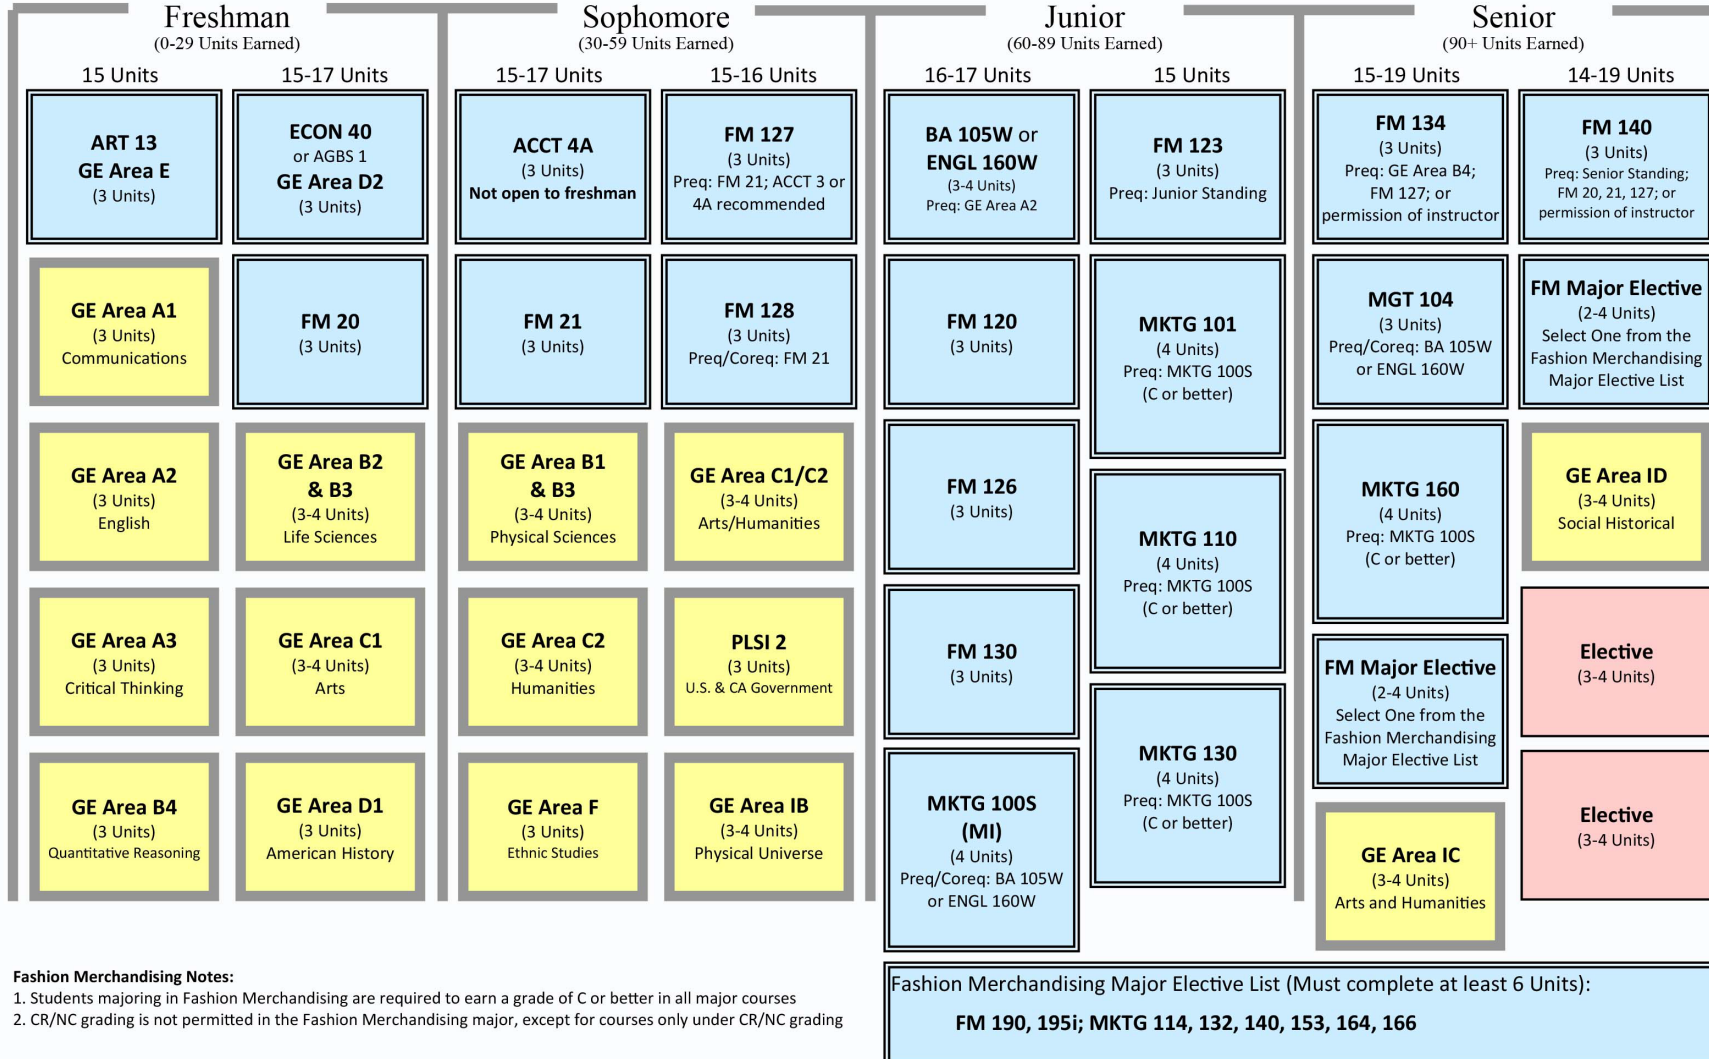 Freshman
(0-29 Units Earned)
Sophomore
(30-59 Units Earned)
Junior
(60-89 Units Earned)
Senior
(90+ Units Earned)
15 Units
15-17 Units
15-17 Units
15-16 Units
16-17 Units
15 Units
15-19 Units
14-19 Units
ART 13
GE Area E
(3 Units)
ECON 40
or AGBS 1
GE Area D2
(3 Units)
ACCT 4A
(3 Units)
Not open to freshman
FM 127
(3 Units)
Preq: FM 21; ACCT 3 or
4A recommended
BA 105W or
ENGL 160W
(3-4 Units)
Preq: GE Area A2
FM 123
(3 Units)
Preq: Junior Standing
FM 134
(3 Units)
Preq: GE Area B4;
FM 127; or
permission of instructor
FM 140
(3 Units)
Preq: Senior Standing;
FM 20, 21, 127; or
permission of instructor
GE Area A1
(3 Units)
Communications
FM 20
(3 Units)
FM 21
(3 Units)
FM 128
(3 Units)
Preq/Coreq: FM 21
FM 120
(3 Units)
MKTG 101
(4 Units)
Preq: MKTG 100S
(C or better)
MGT 104
(3 Units)
Preq/Coreq: BA 105W
or ENGL 160W
FM Major Elective
(2-4 Units)
Select One from the
Fashion Merchandising
Major Elective List
GE Area A2
(3 Units)
English
GE Area B2
& B3
(3-4 Units)
Life Sciences
GE Area B1
& B3
(3-4 Units)
Physical Sciences
GE Area C1/C2
(3-4 Units)
Arts/Humanities
FM 126
(3 Units)
MKTG 110
(4 Units)
Preq: MKTG 100S
(C or better)
MKTG 160
(4 Units)
Preq: MKTG 100S
(C or better)
GE Area ID
(3-4 Units)
Social Historical
GE Area A3
(3 Units)
Critical Thinking
GE Area C1
(3-4 Units)
Arts
GE Area C2
(3-4 Units)
Humanities
PLSI 2
(3 Units)
U.S. & CA Government
FM 130
(3 Units)
MKTG 130
(4 Units)
Preq: MKTG 100S
(C or better)
FM Major Elective
(2-4 Units)
Select One from the
Fashion Merchandising
Major Elective List
Elective
(3-4 Units)
GE Area B4
(3 Units)
Quantitative Reasoning
GE Area D1
(3 Units)
American History
GE Area F
(3 Units)
Ethnic Studies
GE Area IB
(3-4 Units)
Physical Universe
MKTG 100S
(MI)
(4 Units)
Preq/Coreq: BA 105W
or ENGL 160W
GE Area IC
(3-4 Units)
Arts and Humanities
Elective
(3-4 Units)
Fashion Merchandising Notes:
1. Students majoring in Fashion Merchandising are required to earn a grade of C or better in all major courses
2. CR/NC grading is not permitted in the Fashion Merchandising major, except for courses only under CR/NC grading
Fashion Merchandising Major Elective List (Must complete at least 6 Units):
FM 190, 195i; MKTG 114, 132, 140, 153, 164, 166